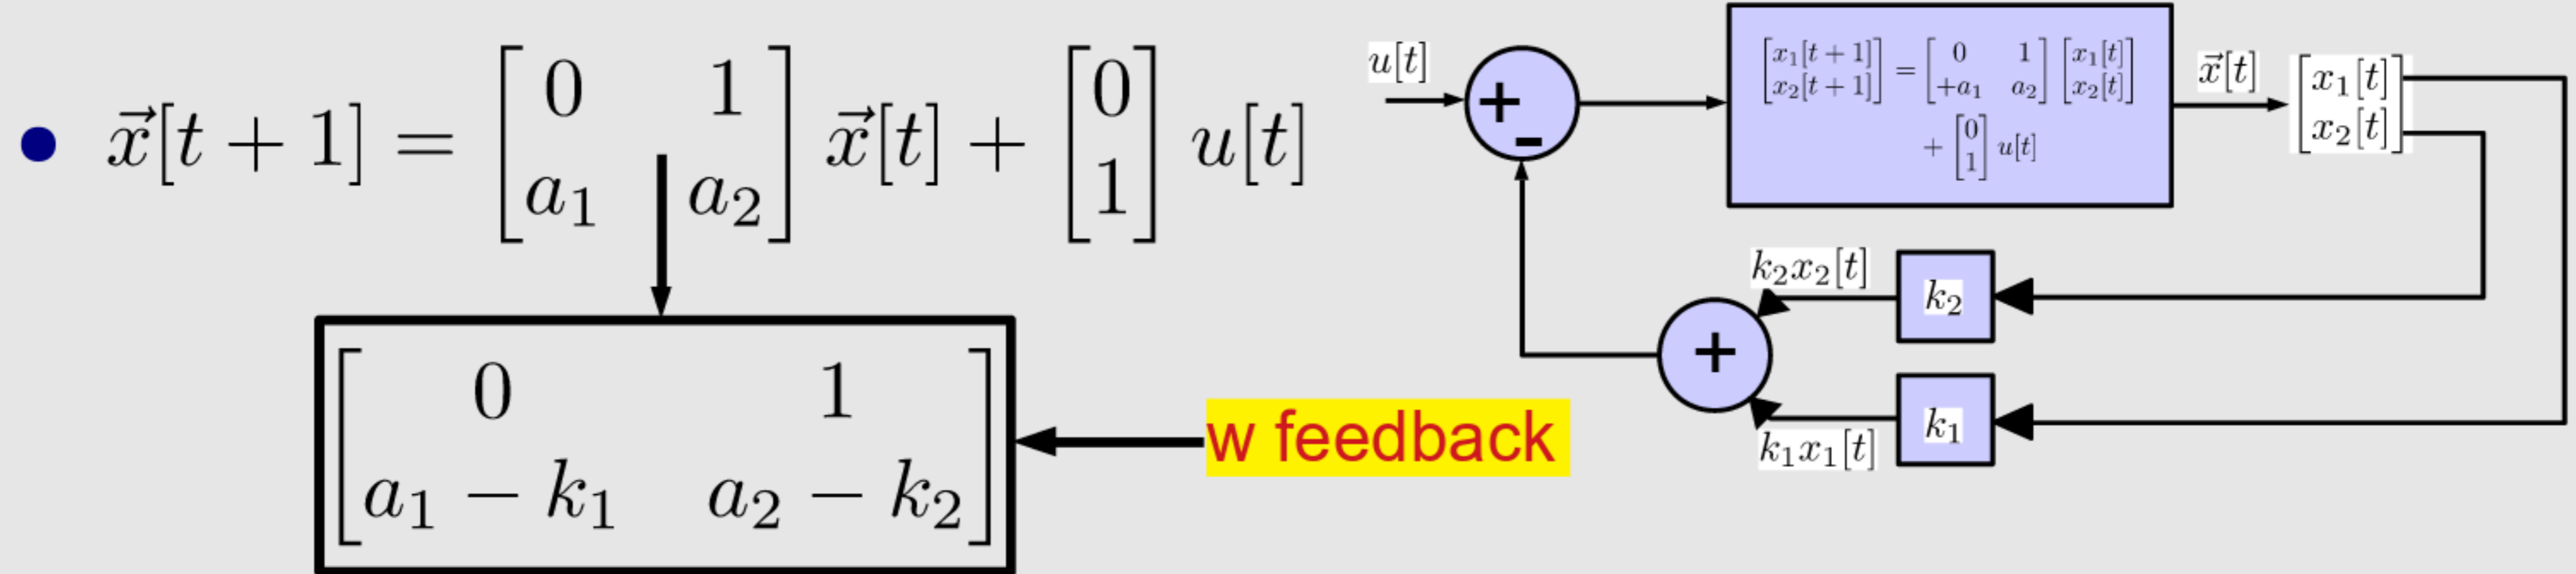 • x⃗[t + 1] = [0 1; a₁ a₂] x⃗[t] + [0; 1] u[t]
[0 1; a₁ − k₁ a₂ − k₂]
w feedback
u[t]
+
-
[x₁[t + 1]; x₂[t + 1]] = [0 1; +a₁ a₂] [x₁[t]; x₂[t]]
+ [0; 1] u[t]
x⃗[t]
[x₁[t]; x₂[t]]
k₂x₂[t]
k₂
+
k₁x₁[t]
k₁